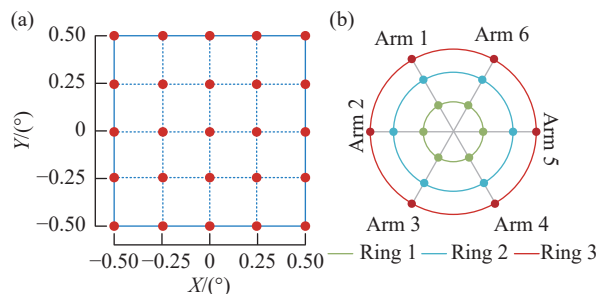 (a)
0.50
0.25
0
−0.25
−0.50
Y/(°)
−0.50
−0.25
0
0.25
0.50
X/(°)
(b)
Arm 1
Arm 6
Arm 2
Arm 5
Arm 3
Arm 4
Ring 1
Ring 2
Ring 3